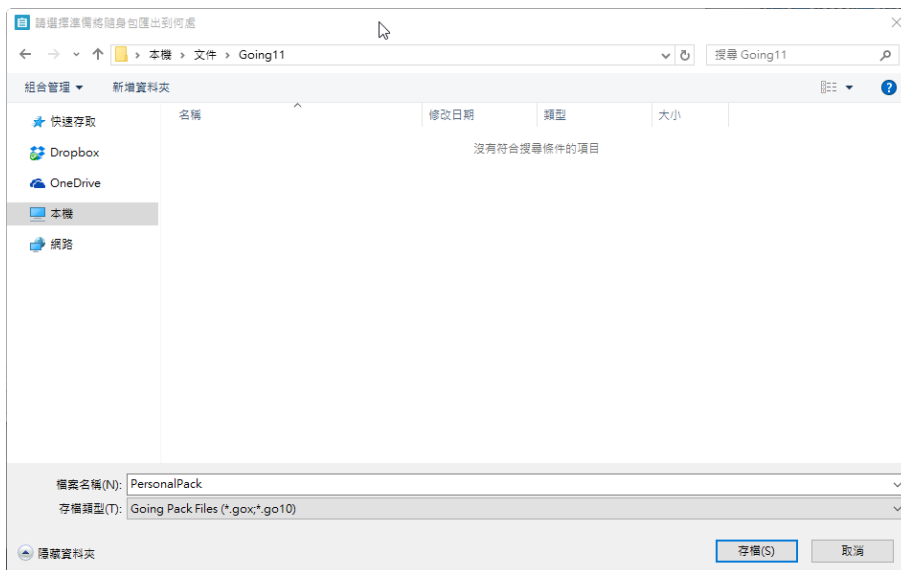 請選擇準備將隨身包匯出到何處
本機 › 文件 › Going11
搜尋 Going11
組合管理
新增資料夾
名稱 修改日期 類型 大小
沒有符合搜尋條件的項目
快速存取
Dropbox
OneDrive
本機
網路
檔案名稱(N): PersonalPack
存檔類型(T): Going Pack Files (*.gox;*.go10)
隱藏資料夾
存檔(S) 取消